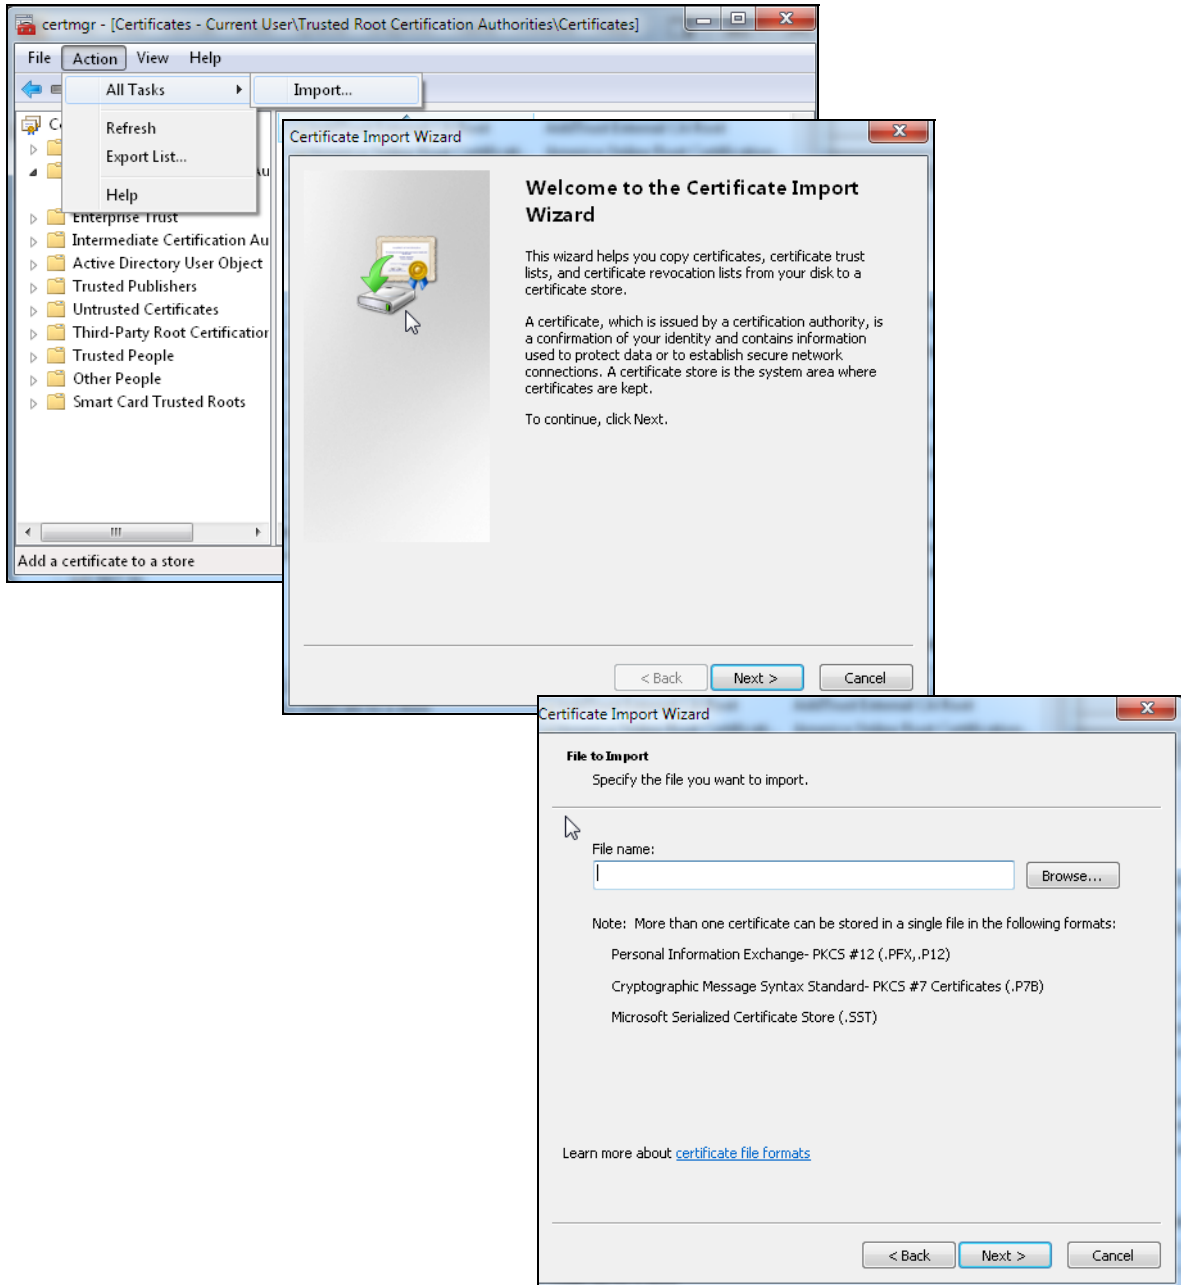 certmgr - [Certificates - Current User\Trusted Root Certification Authorities\Certificates]
File Action View Help
All Tasks
Import...
Refresh
Export List...
Help
Enterprise Trust
Intermediate Certification Au
Active Directory User Object
Trusted Publishers
Untrusted Certificates
Third-Party Root Certification
Trusted People
Other People
Smart Card Trusted Roots
Add a certificate to a store
Certificate Import Wizard
Welcome to the Certificate Import
Wizard
This wizard helps you copy certificates, certificate trust
lists, and certificate revocation lists from your disk to a
certificate store.
A certificate, which is issued by a certification authority, is
a confirmation of your identity and contains information
used to protect data or to establish secure network
connections. A certificate store is the system area where
certificates are kept.
To continue, click Next.
< Back Next > Cancel
Certificate Import Wizard
File to Import
Specify the file you want to import.
File name:
Browse...
Note: More than one certificate can be stored in a single file in the following formats:
Personal Information Exchange- PKCS #12 (.PFX,.P12)
Cryptographic Message Syntax Standard- PKCS #7 Certificates (.P7B)
Microsoft Serialized Certificate Store (.SST)
Learn more about certificate file formats
< Back Next > Cancel